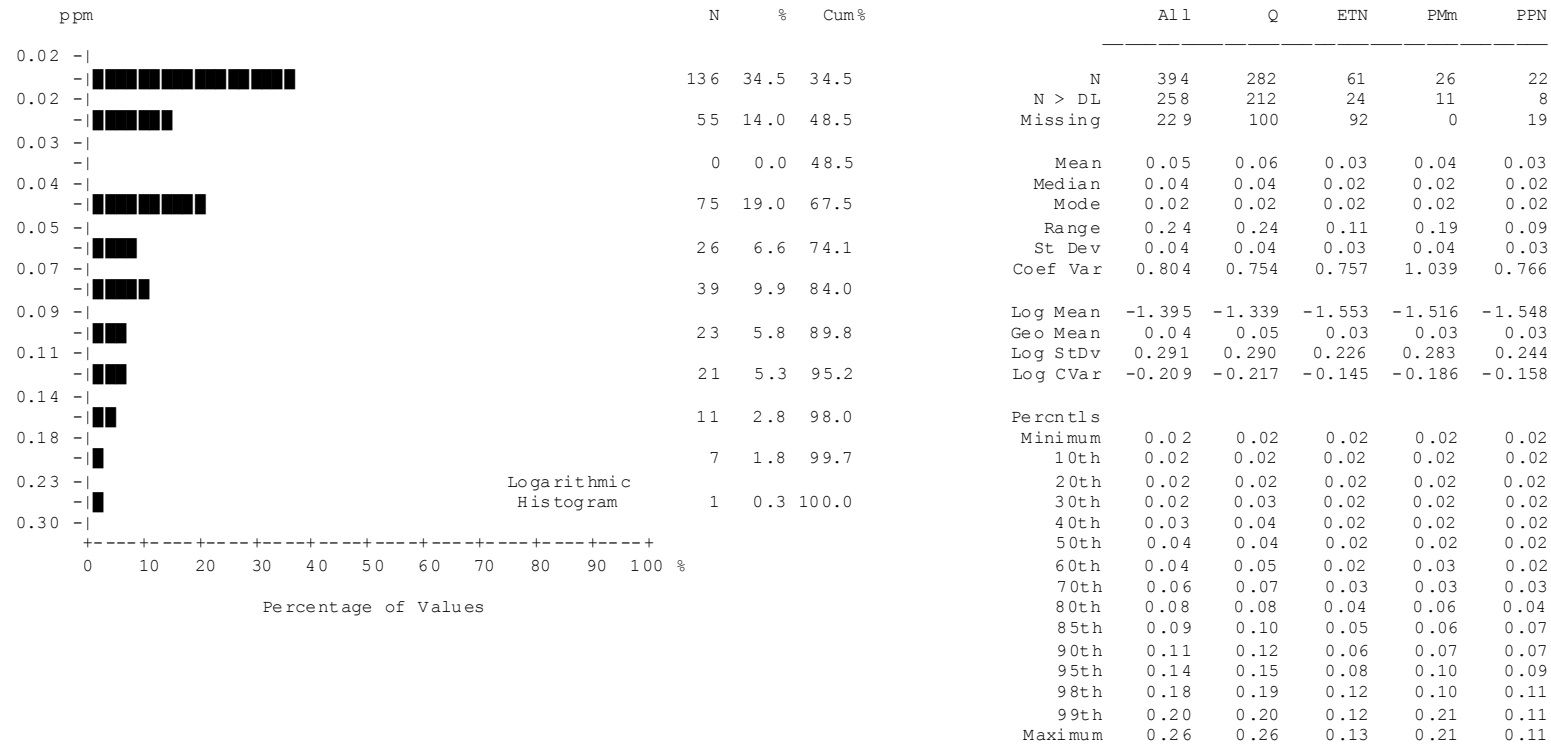 ppm N % Cum% All Q ETN PMm PPN
0.02 -|
-| 136 34.5 34.5 N 394 282 61 26 22
0.02 -| N > DL 258 212 24 11 8
-| 55 14.0 48.5 Missing 229 100 92 0 19
0.03 -|
-| 0 0.0 48.5 Mean 0.05 0.06 0.03 0.04 0.03
0.04 -| Median 0.04 0.04 0.02 0.02 0.02
-| 75 19.0 67.5 Mode 0.02 0.02 0.02 0.02 0.02
0.05 -| Range 0.24 0.24 0.11 0.19 0.09
-| 26 6.6 74.1 St Dev 0.04 0.04 0.03 0.04 0.03
0.07 -| Coef Var 0.804 0.754 0.757 1.039 0.766
-| 39 9.9 84.0
0.09 -| Log Mean -1.395 -1.339 -1.553 -1.516 -1.548
-| 23 5.8 89.8 Geo Mean 0.04 0.05 0.03 0.03 0.03
0.11 -| Log StDv 0.291 0.290 0.226 0.283 0.244
-| 21 5.3 95.2 Log CVar -0.209 -0.217 -0.145 -0.186 -0.158
0.14 -|
-| 11 2.8 98.0 Percntls
0.18 -| Minimum 0.02 0.02 0.02 0.02 0.02
-| 7 1.8 99.7 10th 0.02 0.02 0.02 0.02 0.02
0.23 -| Logarithmic 20th 0.02 0.02 0.02 0.02 0.02
-| Histogram 1 0.3 100.0 30th 0.02 0.03 0.02 0.02 0.02
0.30 -| 40th 0.03 0.04 0.02 0.02 0.02
+----+----+----+----+----+----+----+----+----+----+ 50th 0.04 0.04 0.02 0.02 0.02
0 10 20 30 40 50 60 70 80 90 100 % 60th 0.04 0.05 0.02 0.03 0.02
70th 0.06 0.07 0.03 0.03 0.03
Percentage of Values 80th 0.08 0.08 0.04 0.06 0.04
85th 0.09 0.10 0.05 0.06 0.07
90th 0.11 0.12 0.06 0.07 0.07
95th 0.14 0.15 0.08 0.10 0.09
98th 0.18 0.19 0.12 0.10 0.11
99th 0.20 0.20 0.12 0.21 0.11
Maximum 0.26 0.26 0.13 0.21 0.11